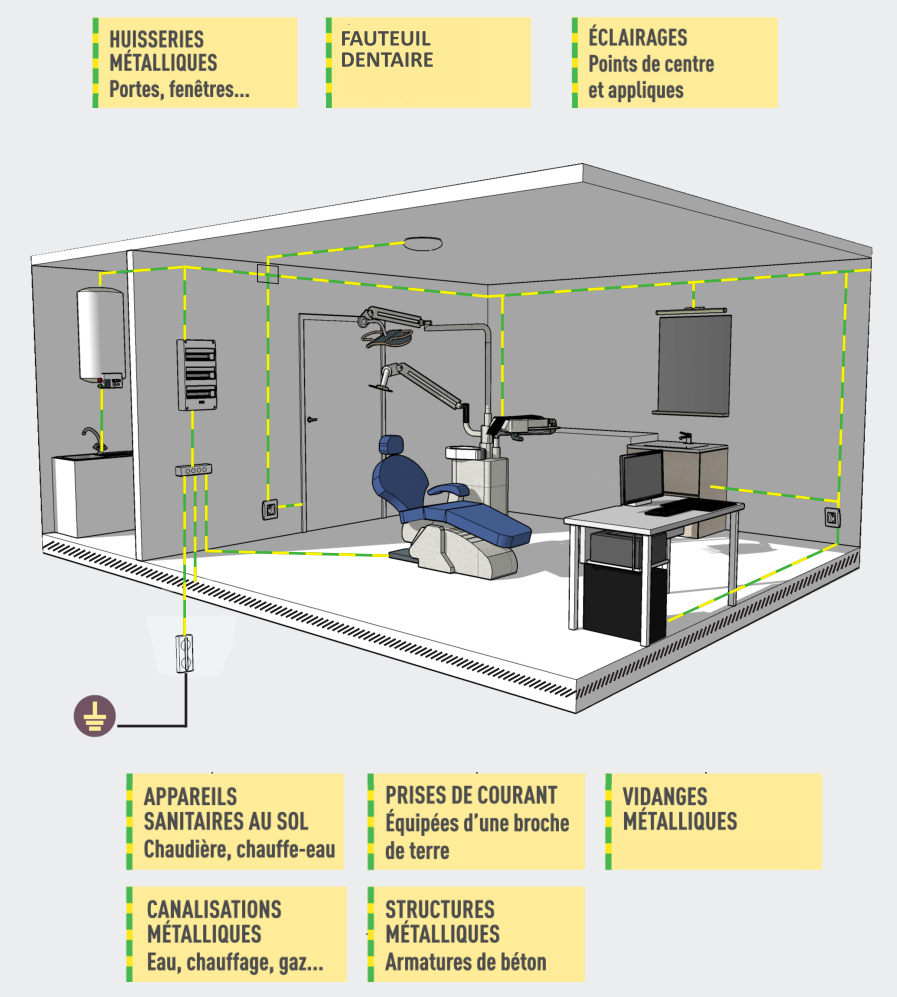 HUISSERIES
MÉTALLIQUES
Portes, fenêtres...
FAUTEUIL
DENTAIRE
ÉCLAIRAGES
Points de centre
et appliques
APPAREILS
SANITAIRES AU SOL
Chaudière, chauffe-eau
PRISES DE COURANT
Équipées d'une broche
de terre
VIDANGES
MÉTALLIQUES
CANALISATIONS
MÉTALLIQUES
Eau, chauffage, gaz...
STRUCTURES
MÉTALLIQUES
Armatures de béton